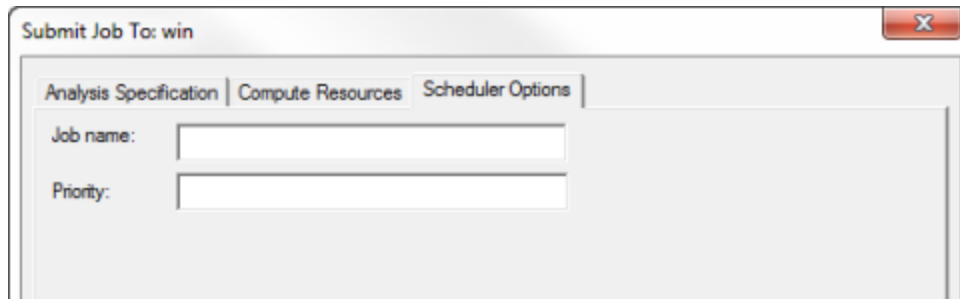 Submit Job To: win
Analysis Specification Compute Resources Scheduler Options
Job name:
Priority: